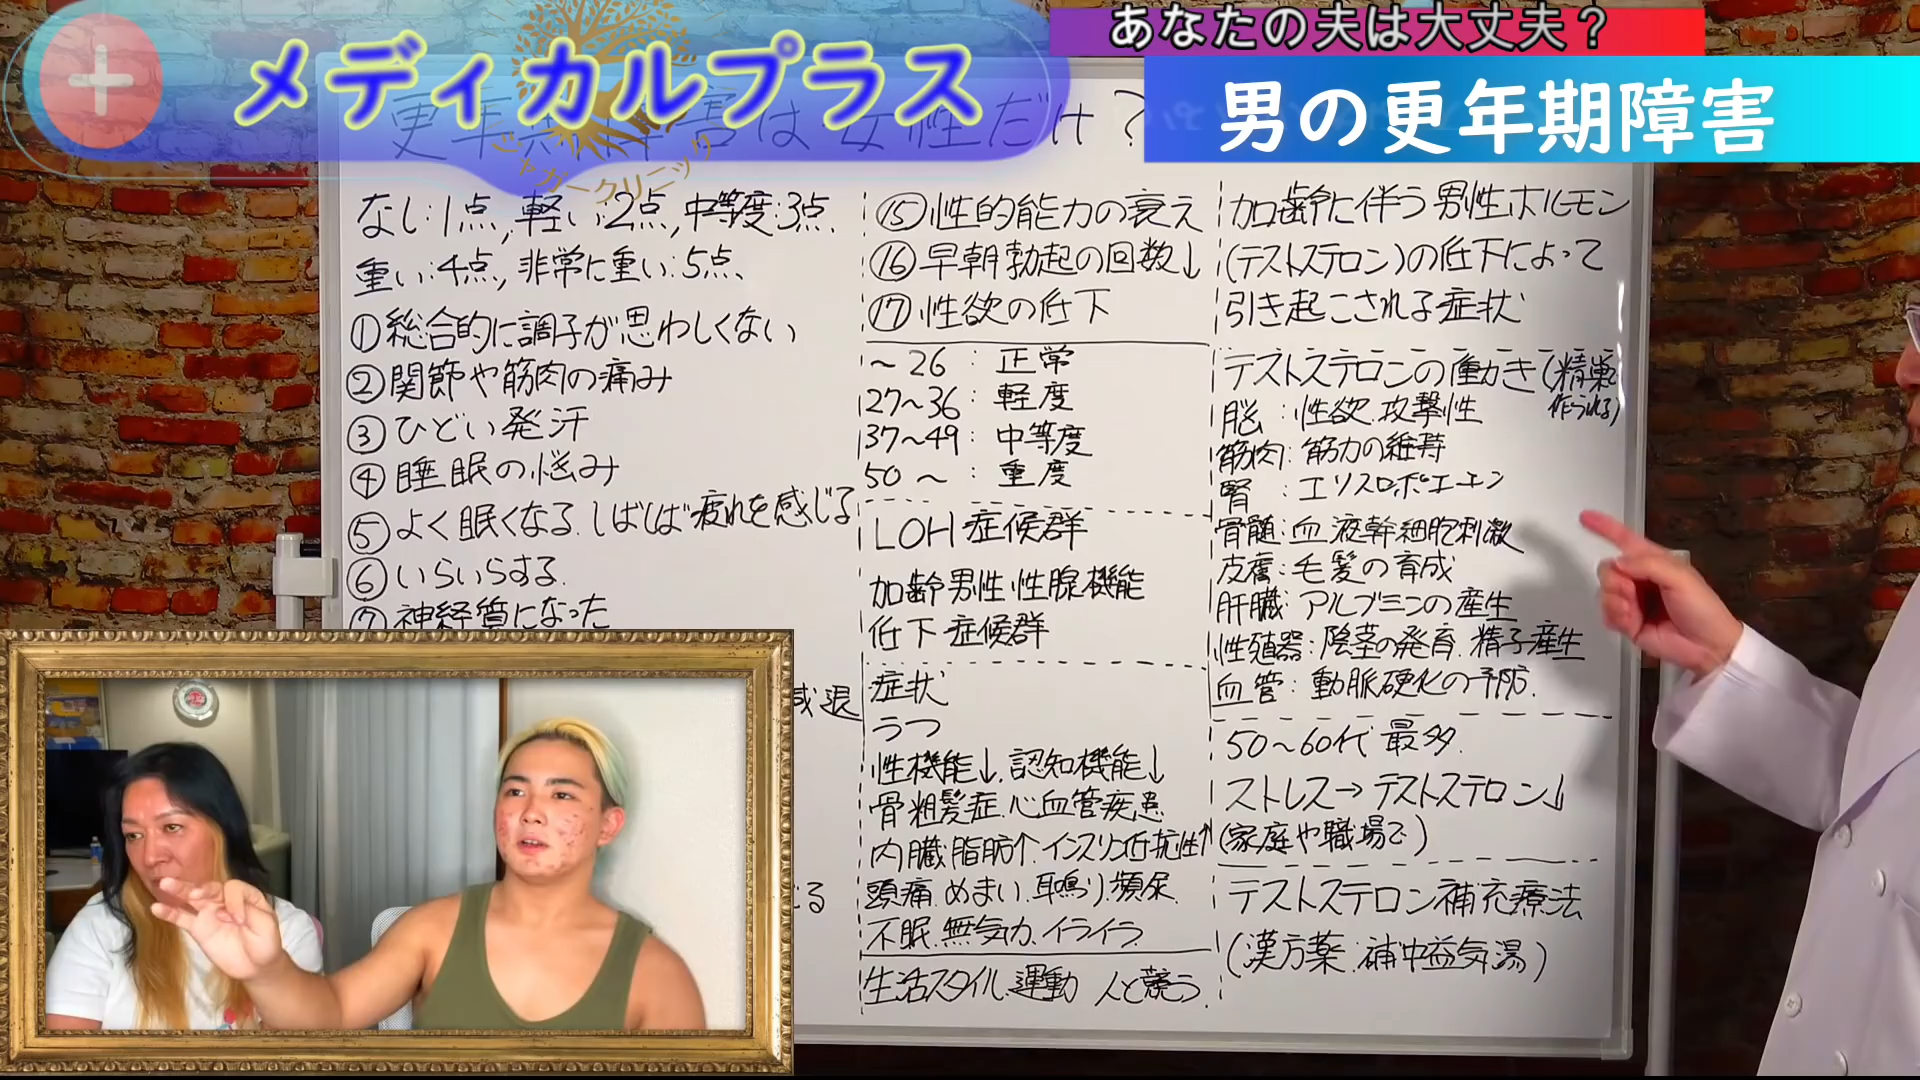 メディカルプラス
あなたの夫は大丈夫？
男の更年期障害
更年期障害は女性だけ？
ピカガークリニック
なし:1点,軽い:2点,中等度:3点.
重い:4点,非常に重い:5点、
①総合的に調子が思わしくない
②関節や筋肉の痛み
③ひどい発汗
④睡眠の悩み
⑤よく眠くなる.しばしば疲れを感じる
⑥いらいらする.
⑦神経質になった
減退
じる
⑮性的能力の衰え
⑯早朝勃起の回数↓
⑰性欲の低下
～26:正常
27～36:軽度
37～49:中等度
50～:重度
LOH症候群
加齢男性性腺機能
低下症候群
症状
うつ
性機能↓.認知機能↓
骨粗髪症.心血管疾患
内臓脂肪↑.インスリン抵抗性↑
頭痛.めまい.耳鳴り.頻尿.
不眠.無気力.イライラ.
生活スタイル.運動 人と競う.
加齢に伴う男性ホルモン
(テストステロン)の低下によって
引き起こされる症状
テストステロンの働き(精巣で
作られる)
脳:性欲.攻撃性
筋肉:筋力の維持
腎:エリスロポエチン
骨髄:血液幹細胞刺激
皮膚:毛髪の育成
肝臓:アルブミンの産生
性殖器:陰茎の発育.精子産生
血管:動脈硬化の予防.
50～60代最多.
ストレス→テストステロン↓
(家庭や職場で)
テストステロン補充療法
(漢方薬:補中益気湯)